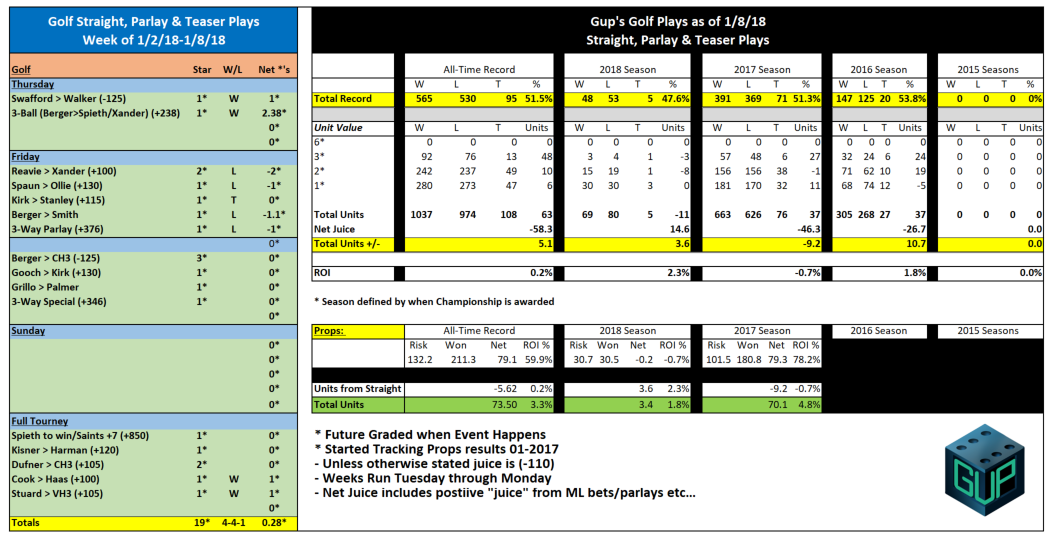 Golf Straight, Parlay & Teaser Plays
Week of 1/2/18-1/8/18
Golf Star W/L Net *'s
Thursday
Swafford > Walker (-125) 1* W 1*
3-Ball (Berger>Spieth/Xander) (+238) 1* W 2.38*
0*
0*
Friday
Reavie > Xander (+100) 2* L -2*
Spaun > Ollie (+130) 1* L -1*
Kirk > Stanley (+115) 1* T 0*
Berger > Smith 1* L -1.1*
3-Way Parlay (+376) 1* L -1*
0*
Berger > CH3 (-125) 3* 0*
Gooch > Kirk (+130) 1* 0*
Grillo > Palmer 1* 0*
3-Way Special (+346) 1* 0*
0*
Sunday
0*
0*
0*
0*
0*
Full Tourney
Spieth to win/Saints +7 (+850) 1* 0*
Kisner > Harman (+120) 1* 0*
Dufner > CH3 (+105) 2* 0*
Cook > Haas (+100) 1* W 1*
Stuard > VH3 (+105) 1* W 1*
0*
Totals 19* 4-4-1 0.28*
Gup's Golf Plays as of 1/8/18
Straight, Parlay & Teaser Plays
All-Time Record 2018 Season 2017 Season 2016 Season 2015 Seasons
W L T % W L T % W L T % W L T % W L T %
Total Record 565 530 95 51.5% 48 53 5 47.6% 391 369 71 51.3% 147 125 20 53.8% 0 0 0 0%
Unit Value W L T Units W L T Units W L T Units W L T Units W L T Units
6* 0 0 0 0 0 0 0 0 0 0 0 0 0 0 0 0 0 0 0 0
3* 92 76 13 48 3 4 1 -3 57 48 6 27 32 24 6 24 0 0 0 0
2* 242 237 49 10 15 19 1 -8 156 156 38 -1 71 62 10 19 0 0 0 0
1* 280 273 47 6 30 30 3 0 181 170 32 11 68 74 12 -5 0 0 0 0
Total Units 1037 974 108 63 69 80 5 -11 663 626 76 37 305 268 27 37 0 0 0 0
Net Juice -58.3 14.6 -46.3 -26.7 0.0
Total Units +/- 5.1 3.6 -9.2 10.7 0.0
ROI 0.2% 2.3% -0.7% 1.8% 0.0%
* Season defined by when Championship is awarded
Props: All-Time Record 2018 Season 2017 Season 2016 Season 2015 Seasons
Risk Won Net ROI % Risk Won Net ROI % Risk Won Net ROI %
132.2 211.3 79.1 59.9% 30.7 30.5 -0.2 -0.7% 101.5 180.8 79.3 78.2%
Units from Straight -5.62 0.2% 3.6 2.3% -9.2 -0.7%
Total Units 73.50 3.3% 3.4 1.8% 70.1 4.8%
* Future Graded when Event Happens
* Started Tracking Props results 01-2017
- Unless otherwise stated juice is (-110)
- Weeks Run Tuesday through Monday
- Net Juice includes postiive "juice" from ML bets/parlays etc...
GUP